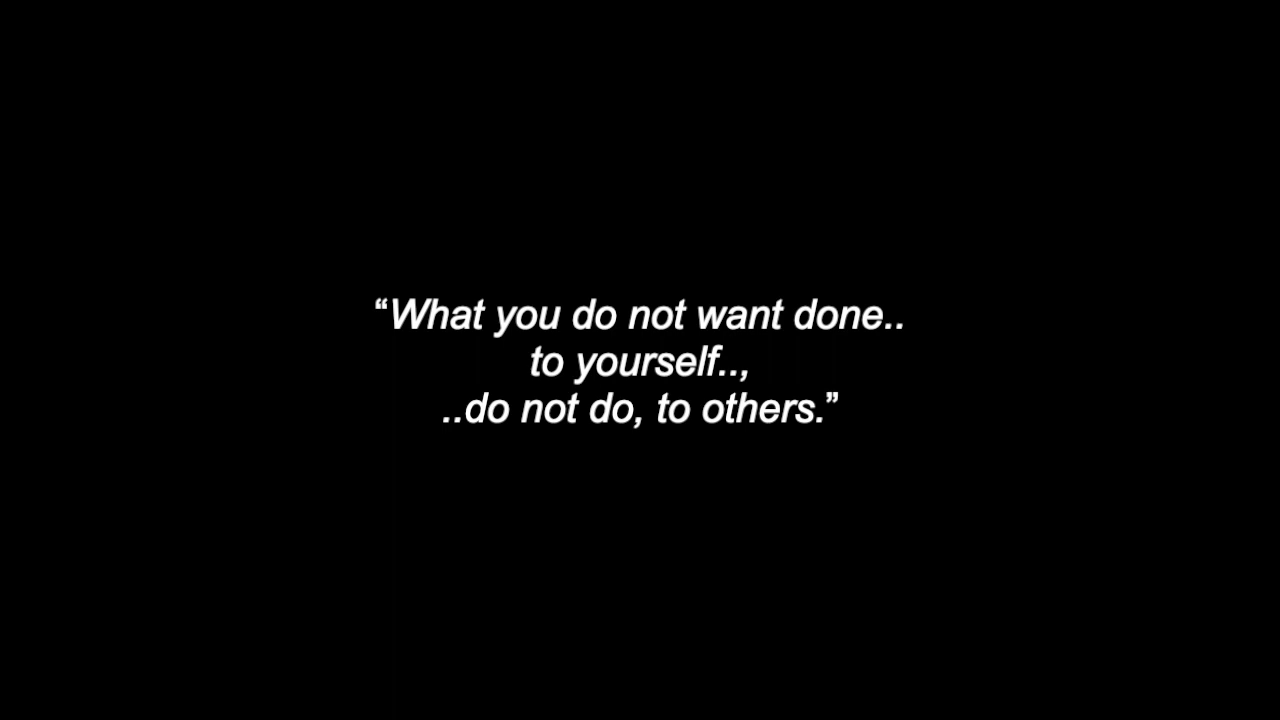 “What you do not want done..
to yourself..,
..do not do, to others.”